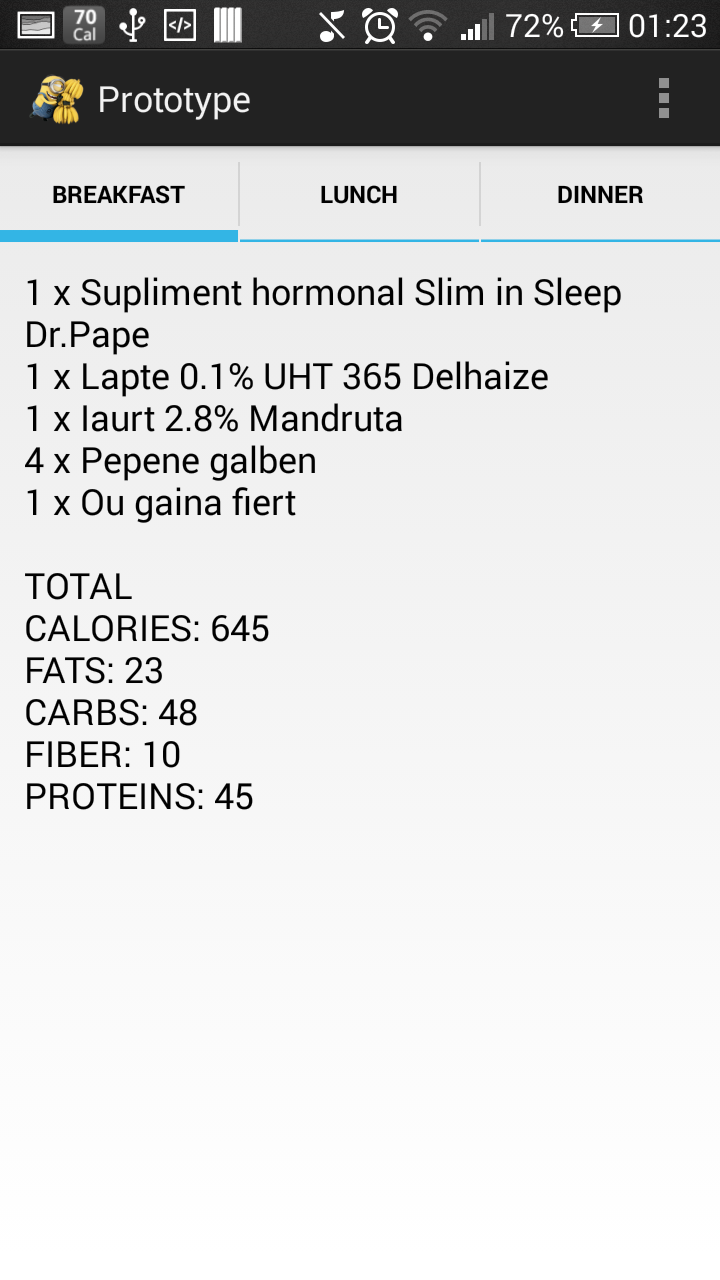 70
Cal
</>
72%
01:23
Prototype
BREAKFAST
LUNCH
DINNER
1 x Supliment hormonal Slim in Sleep
Dr.Pape
1 x Lapte 0.1% UHT 365 Delhaize
1 x Iaurt 2.8% Mandruta
4 x Pepene galben
1 x Ou gaina fiert
TOTAL
CALORIES: 645
FATS: 23
CARBS: 48
FIBER: 10
PROTEINS: 45